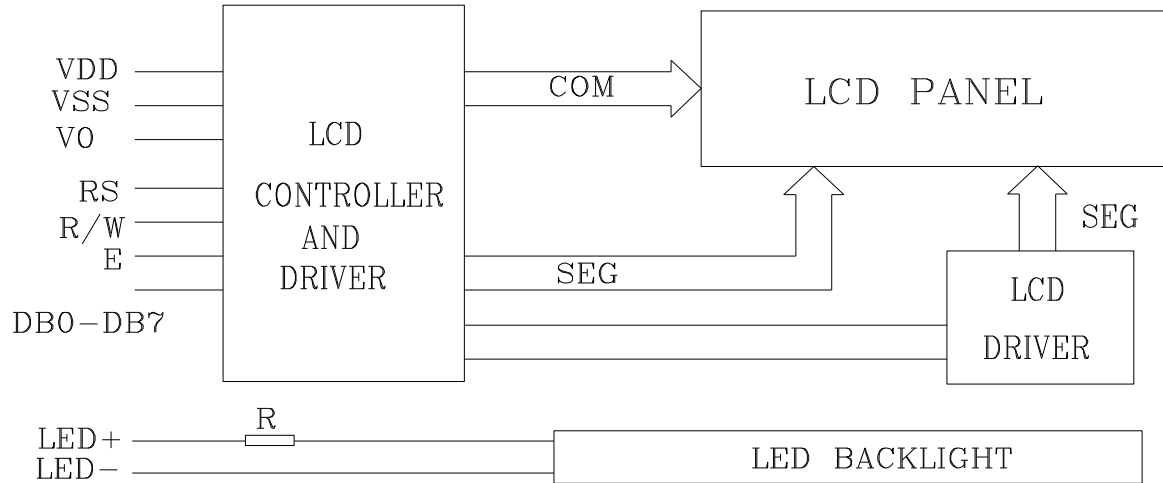 VDD
VSS
V0
RS
R/W
E
DB0-DB7
LCD
CONTROLLER
AND
DRIVER
COM
SEG
LCD PANEL
SEG
LCD
DRIVER
R
LED+
LED-
LED BACKLIGHT